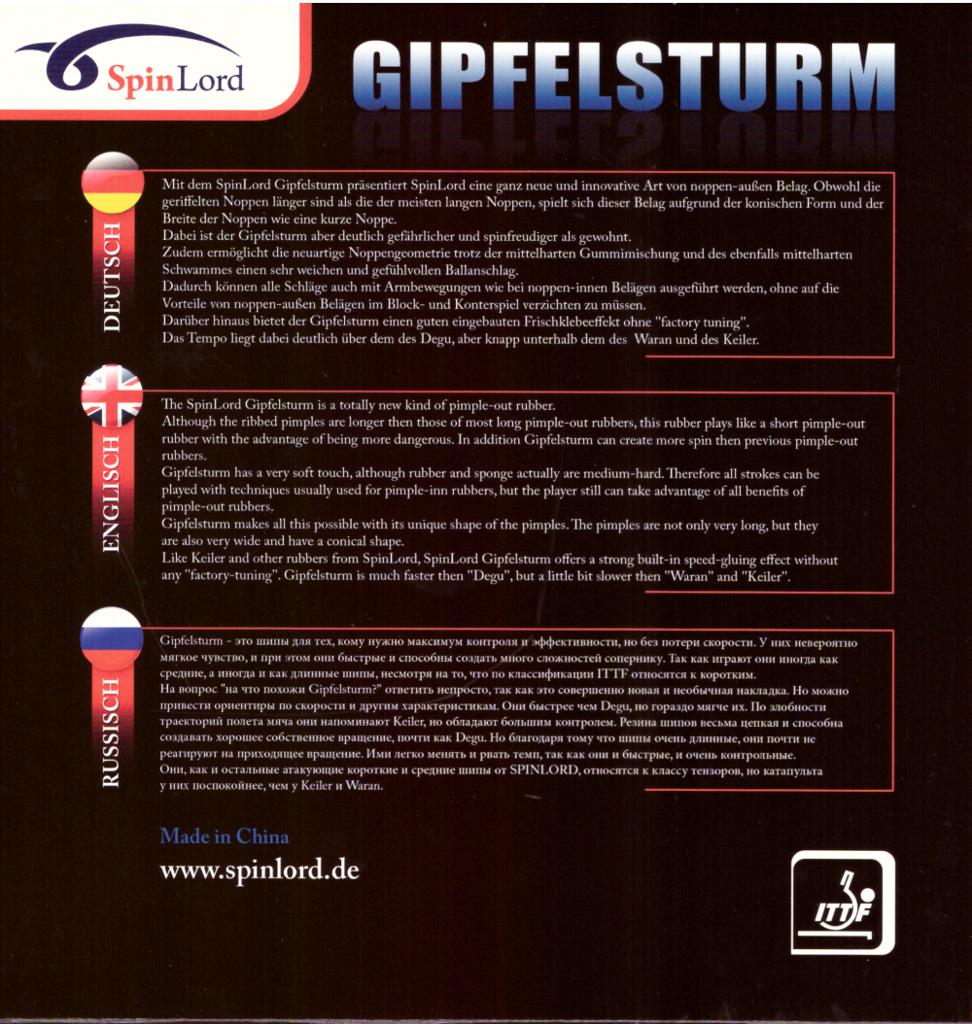 SpinLord
GIPFELSTURM
DEUTSCH
Mit dem SpinLord Gipfelsturm präsentiert SpinLord eine ganz neue und innovative Art von noppen-außen Belag. Obwohl die
geriffelten Noppen länger sind als die der meisten langen Noppen, spielt sich dieser Belag aufgrund der konischen Form und der
Breite der Noppen wie eine kurze Noppe.
Dabei ist der Gipfelsturm aber deutlich gefährlicher und spinfreudiger als gewohnt.
Zudem ermöglicht die neuartige Noppengeometrie trotz der mittelharten Gummimischung und des ebenfalls mittelharten
Schwammes einen sehr weichen und gefühlvollen Ballanschlag.
Dadurch können alle Schläge auch mit Armbewegungen wie bei noppen-innen Belägen ausgeführt werden, ohne auf die
Vorteile von noppen-außen Belägen im Block- und Konterspiel verzichten zu müssen.
Darüber hinaus bietet der Gipfelsturm einen guten eingebauten Frischklebeeffekt ohne "factory tuning".
Das Tempo liegt dabei deutlich über dem des Degu, aber knapp unterhalb dem des Waran und des Keiler.
ENGLISCH
The SpinLord Gipfelsturm is a totally new kind of pimple-out rubber.
Although the ribbed pimples are longer then those of most long pimple-out rubbers, this rubber plays like a short pimple-out
rubber with the advantage of being more dangerous. In addition Gipfelsturm can create more spin then previous pimple-out
rubbers.
Gipfelsturm has a very soft touch, although rubber and sponge actually are medium-hard. Therefore all strokes can be
played with techniques usually used for pimple-inn rubbers, but the player still can take advantage of all benefits of
pimple-out rubbers.
Gipfelsturm makes all this possible with its unique shape of the pimples. The pimples are not only very long, but they
are also very wide and have a conical shape.
Like Keiler and other rubbers from SpinLord, SpinLord Gipfelsturm offers a strong built-in speed-gluing effect without
any "factory-tuning". Gipfelsturm is much faster then "Degu", but a little bit slower then "Waran" and "Keiler".
RUSSISCH
Gipfelsturm - это шипы для тех, кому нужно максимум контроля и эффективности, но без потери скорости. У них невероятно
мягкое чувство, и при этом они быстрые и способны создать много сложностей сопернику. Так как играют они иногда как
средние, а иногда и как длинные шипы, несмотря на то, что по классификации ITTF относятся к коротким.
На вопрос "на что похожи Gipfelsturm?" ответить непросто, так как это совершенно новая и необычная накладка. Но можно
привести ориентиры по скорости и другим характеристикам. Они быстрее чем Degu, но гораздо мягче их. По злобности
траекторий полета мяча они напоминают Keiler, но обладают большим контролем. Резина шипов весьма цепкая и способна
создавать хорошее собственное вращение, почти как Degu. Но благодаря тому что шипы очень длинные, они почти не
реагируют на приходящее вращение. Ими легко менять и рвать темп, так как они и быстрые, и очень контрольные.
Они, как и остальные атакующие короткие и средние шипы от SPINLORD, относятся к классу тензоров, но катапульта
у них поспокойнее, чем у Keiler и Waran.
Made in China
www.spinlord.de
ITTF